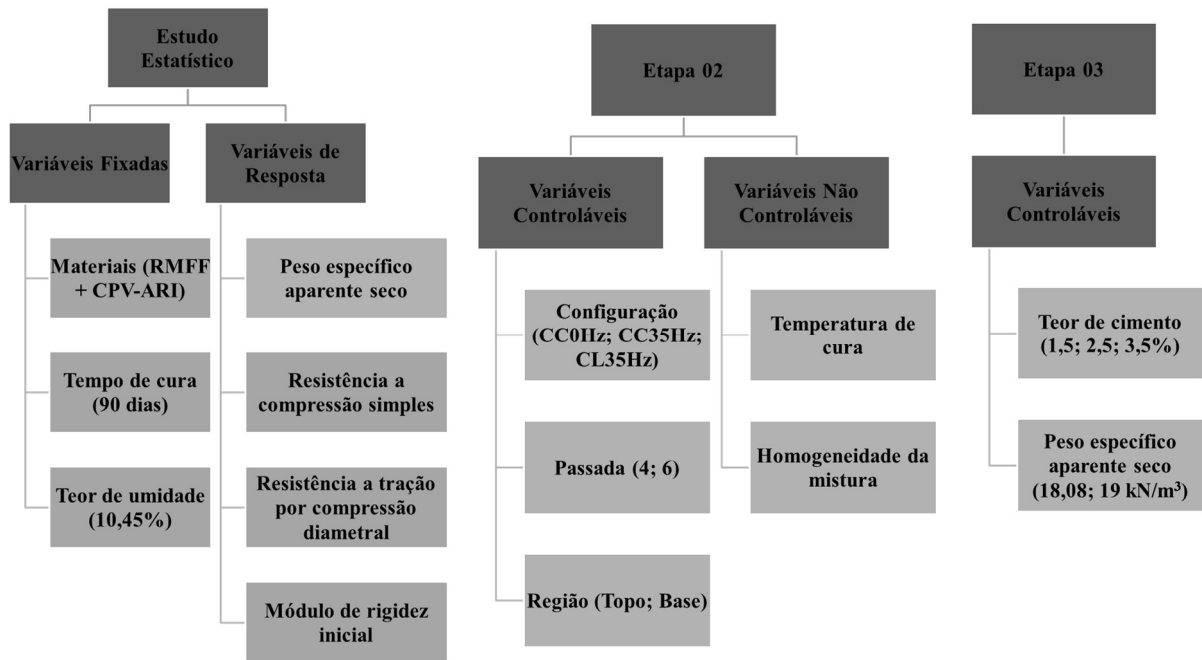 Estudo
Estatístico
Variáveis Fixadas
Materiais (RMFF
+ CPV-ARI)
Tempo de cura
(90 dias)
Teor de umidade
(10,45%)
Variáveis de
Resposta
Peso específico
aparente seco
Resistência a
compressão simples
Resistência a tração
por compressão
diametral
Módulo de rigidez
inicial
Etapa 02
Variáveis
Controláveis
Configuração
(CC0Hz; CC35Hz;
CL35Hz)
Passada (4; 6)
Região (Topo; Base)
Variáveis Não
Controláveis
Temperatura de
cura
Homogeneidade da
mistura
Etapa 03
Variáveis
Controláveis
Teor de cimento
(1,5; 2,5; 3,5%)
Peso específico
aparente seco
(18,08; 19 kN/m³)